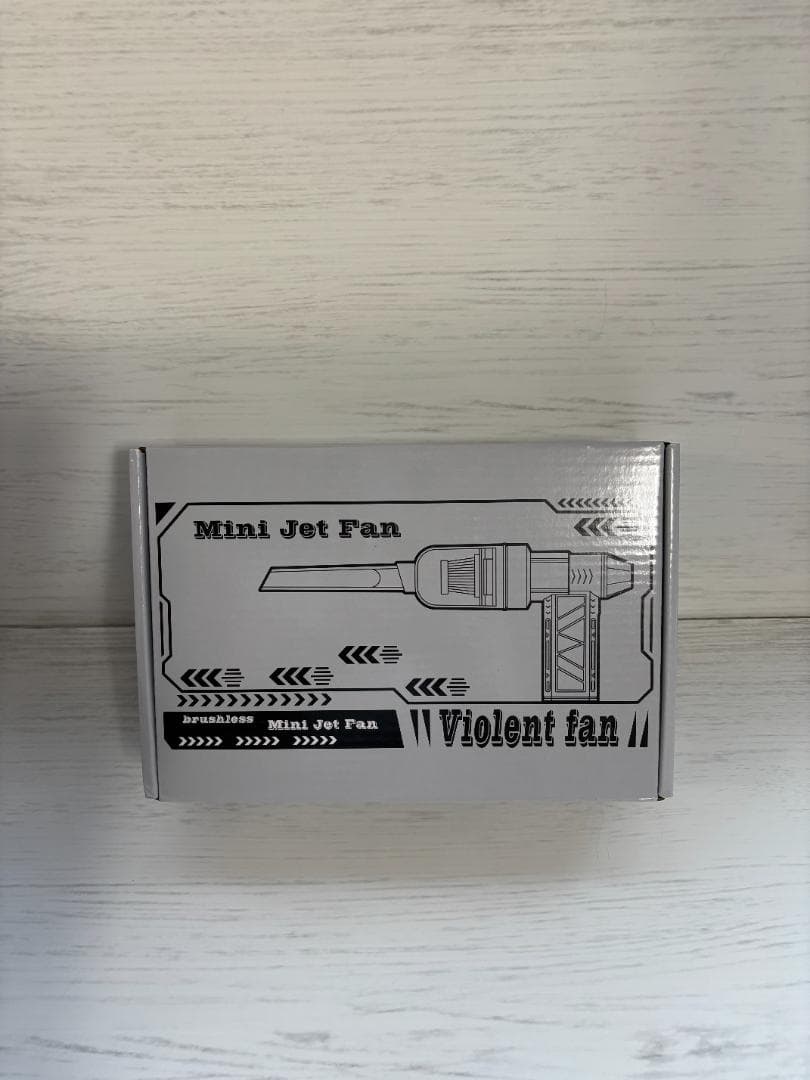 Mini Jet Fan
brushless Mini Jet Fan
Violent fan